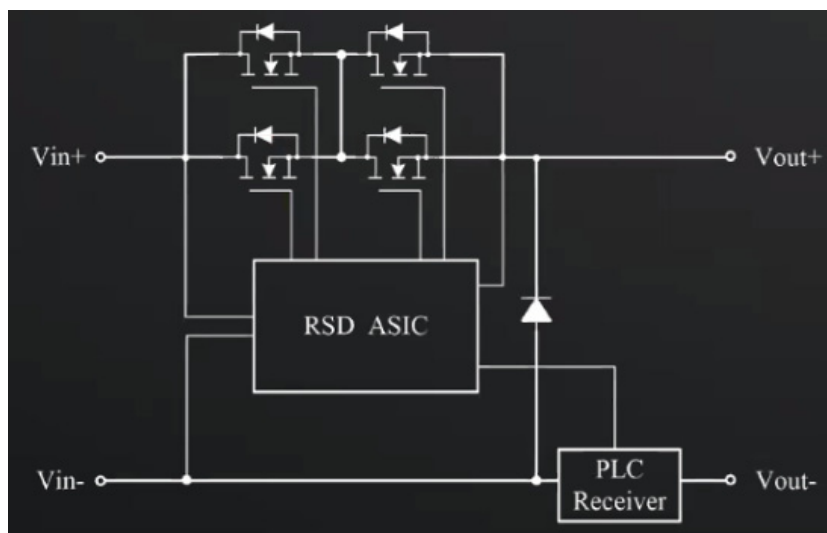 Vin+
Vout+
RSD ASIC
Vin-
PLC
Receiver
Vout-